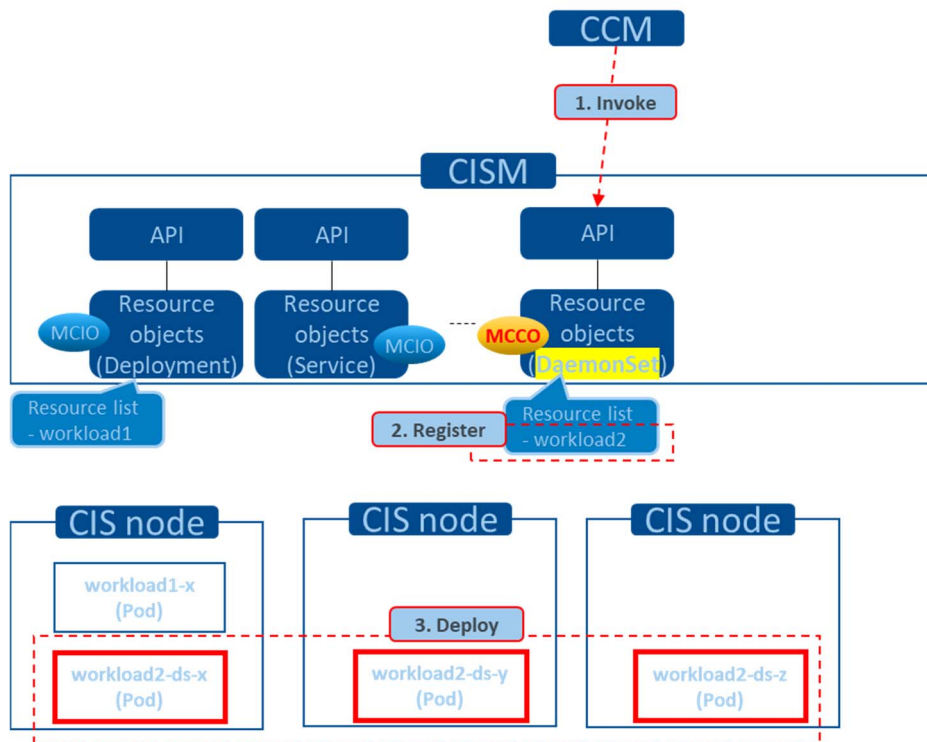 CCM
1. Invoke
CISM
API
API
API
Resource
objects
(Deployment)
MCIO
Resource
objects
(Service)
MCIO
MCCO
Resource
objects
(DaemonSet)
Resource list
- workload1
2. Register
Resource list
- workload2
CIS node
CIS node
CIS node
workload1-x
(Pod)
3. Deploy
workload2-ds-x
(Pod)
workload2-ds-y
(Pod)
workload2-ds-z
(Pod)